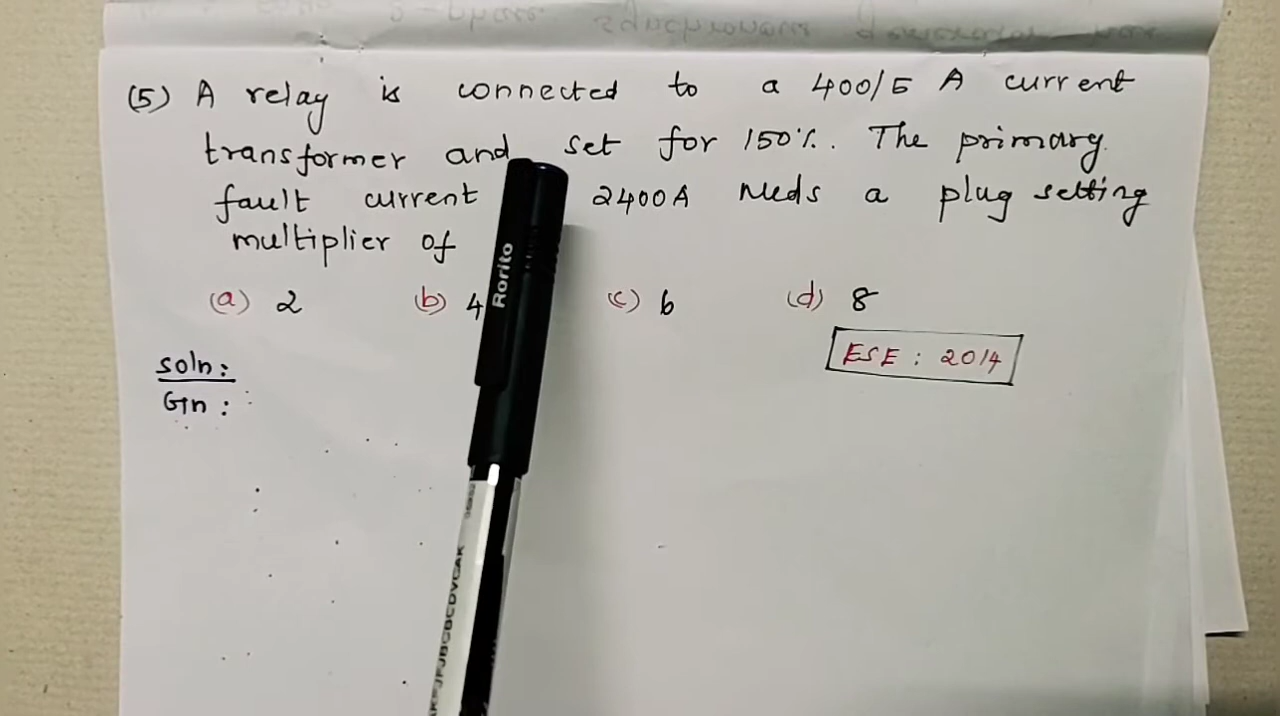 (5) A relay is connected to a 400/5 A current
transformer and set for 150%. The primary
fault current 2400A needs a plug setting
multiplier of
(a) 2 (b) 4 (c) 6 (d) 8
ESE : 2014
Soln :
Gn :
Rorito